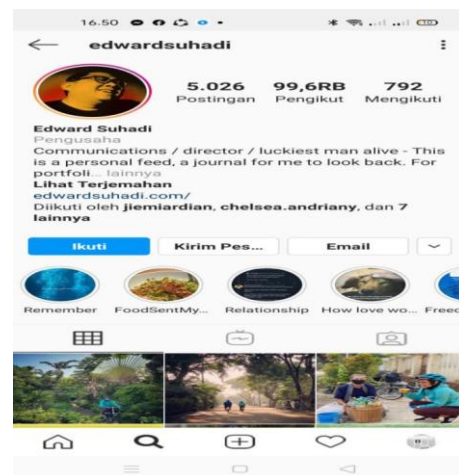 16.50
edwardsuhadi
5.026 99,6RB 792
Postingan Pengikut Mengikuti
Edward Suhadi
Pengusaha
Communications / director / luckiest man alive - This
is a personal feed, a journal for me to look back. For
portfoli... lainnya
Lihat Terjemahan
edwardsuhadi.com/
Diikuti oleh jiemiardian, chelsea.andriany, dan 7
lainnya
Ikuti Kirim Pes... Email
Remember FoodSentMy... Relationship How love wo... Freed